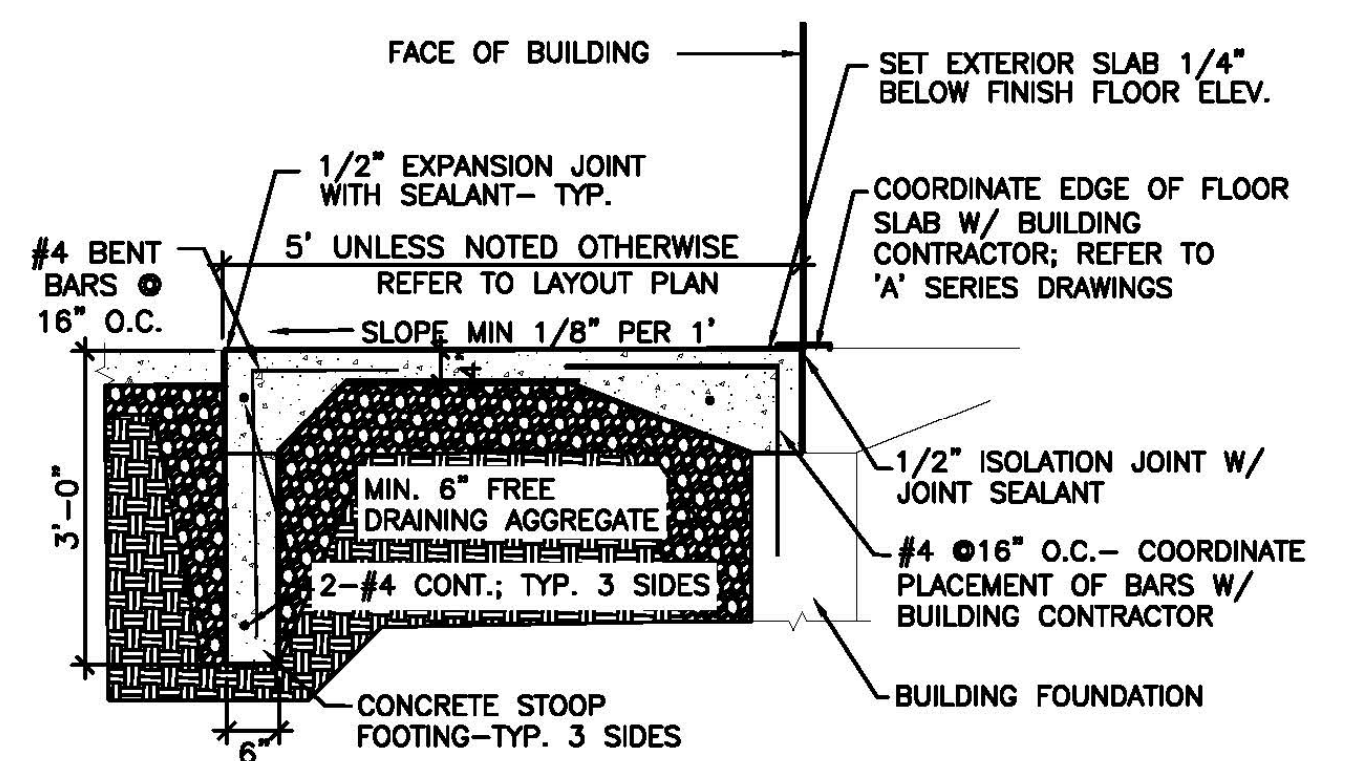 FACE OF BUILDING
SET EXTERIOR SLAB 1/4"
BELOW FINISH FLOOR ELEV.
1/2" EXPANSION JOINT
WITH SEALANT- TYP.
COORDINATE EDGE OF FLOOR
SLAB W/ BUILDING
CONTRACTOR; REFER TO
'A' SERIES DRAWINGS
#4 BENT
BARS @
16" O.C.
5' UNLESS NOTED OTHERWISE
REFER TO LAYOUT PLAN
SLOPE MIN 1/8" PER 1'
4"
3'-0"
MIN. 6" FREE
DRAINING AGGREGATE
1/2" ISOLATION JOINT W/
JOINT SEALANT
#4 @16" O.C.- COORDINATE
PLACEMENT OF BARS W/
BUILDING CONTRACTOR
2-#4 CONT.; TYP. 3 SIDES
BUILDING FOUNDATION
CONCRETE STOOP
FOOTING-TYP. 3 SIDES
6"